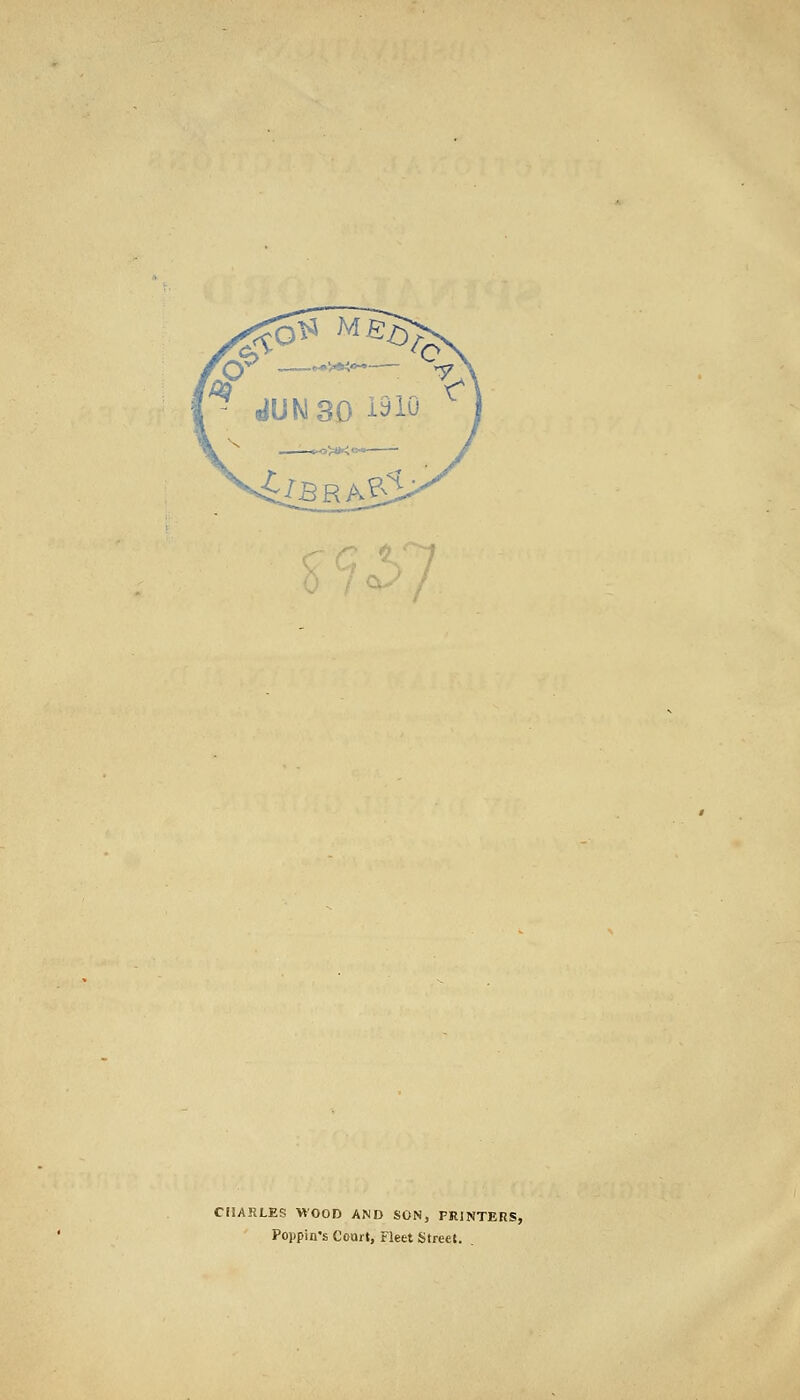 BOSTON MEDICAL
JUN 30 1910
LIBRARY
8937
CHARLES WOOD AND SON, PRINTERS,
Poppin's Court, Fleet Street.